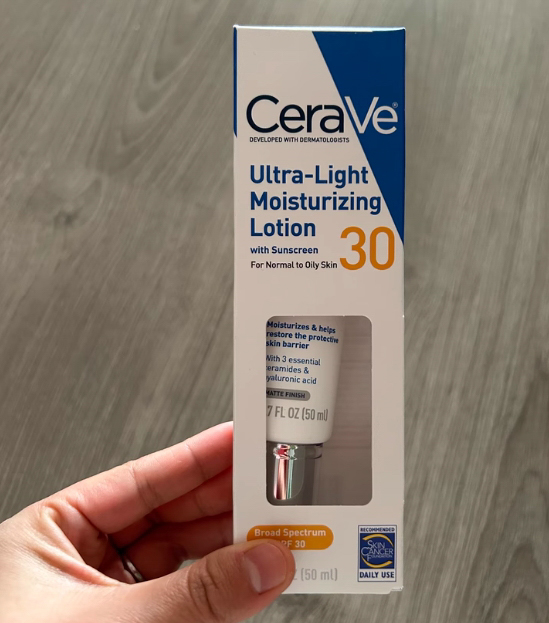 CeraVe®
DEVELOPED WITH DERMATOLOGISTS
Ultra-Light
Moisturizing
Lotion
with Sunscreen
30
For Normal to Oily Skin
Moisturizes & helps
restore the protective
skin barrier
With 3 essential
eramides &
yaluronic acid
MATTE FINISH
7 FL OZ (50 ml)
Broad Spectrum
PF 30
Z (50 ml)
RECOMMENDED
SKIN
CANCER
FOUNDATION
DAILY USE